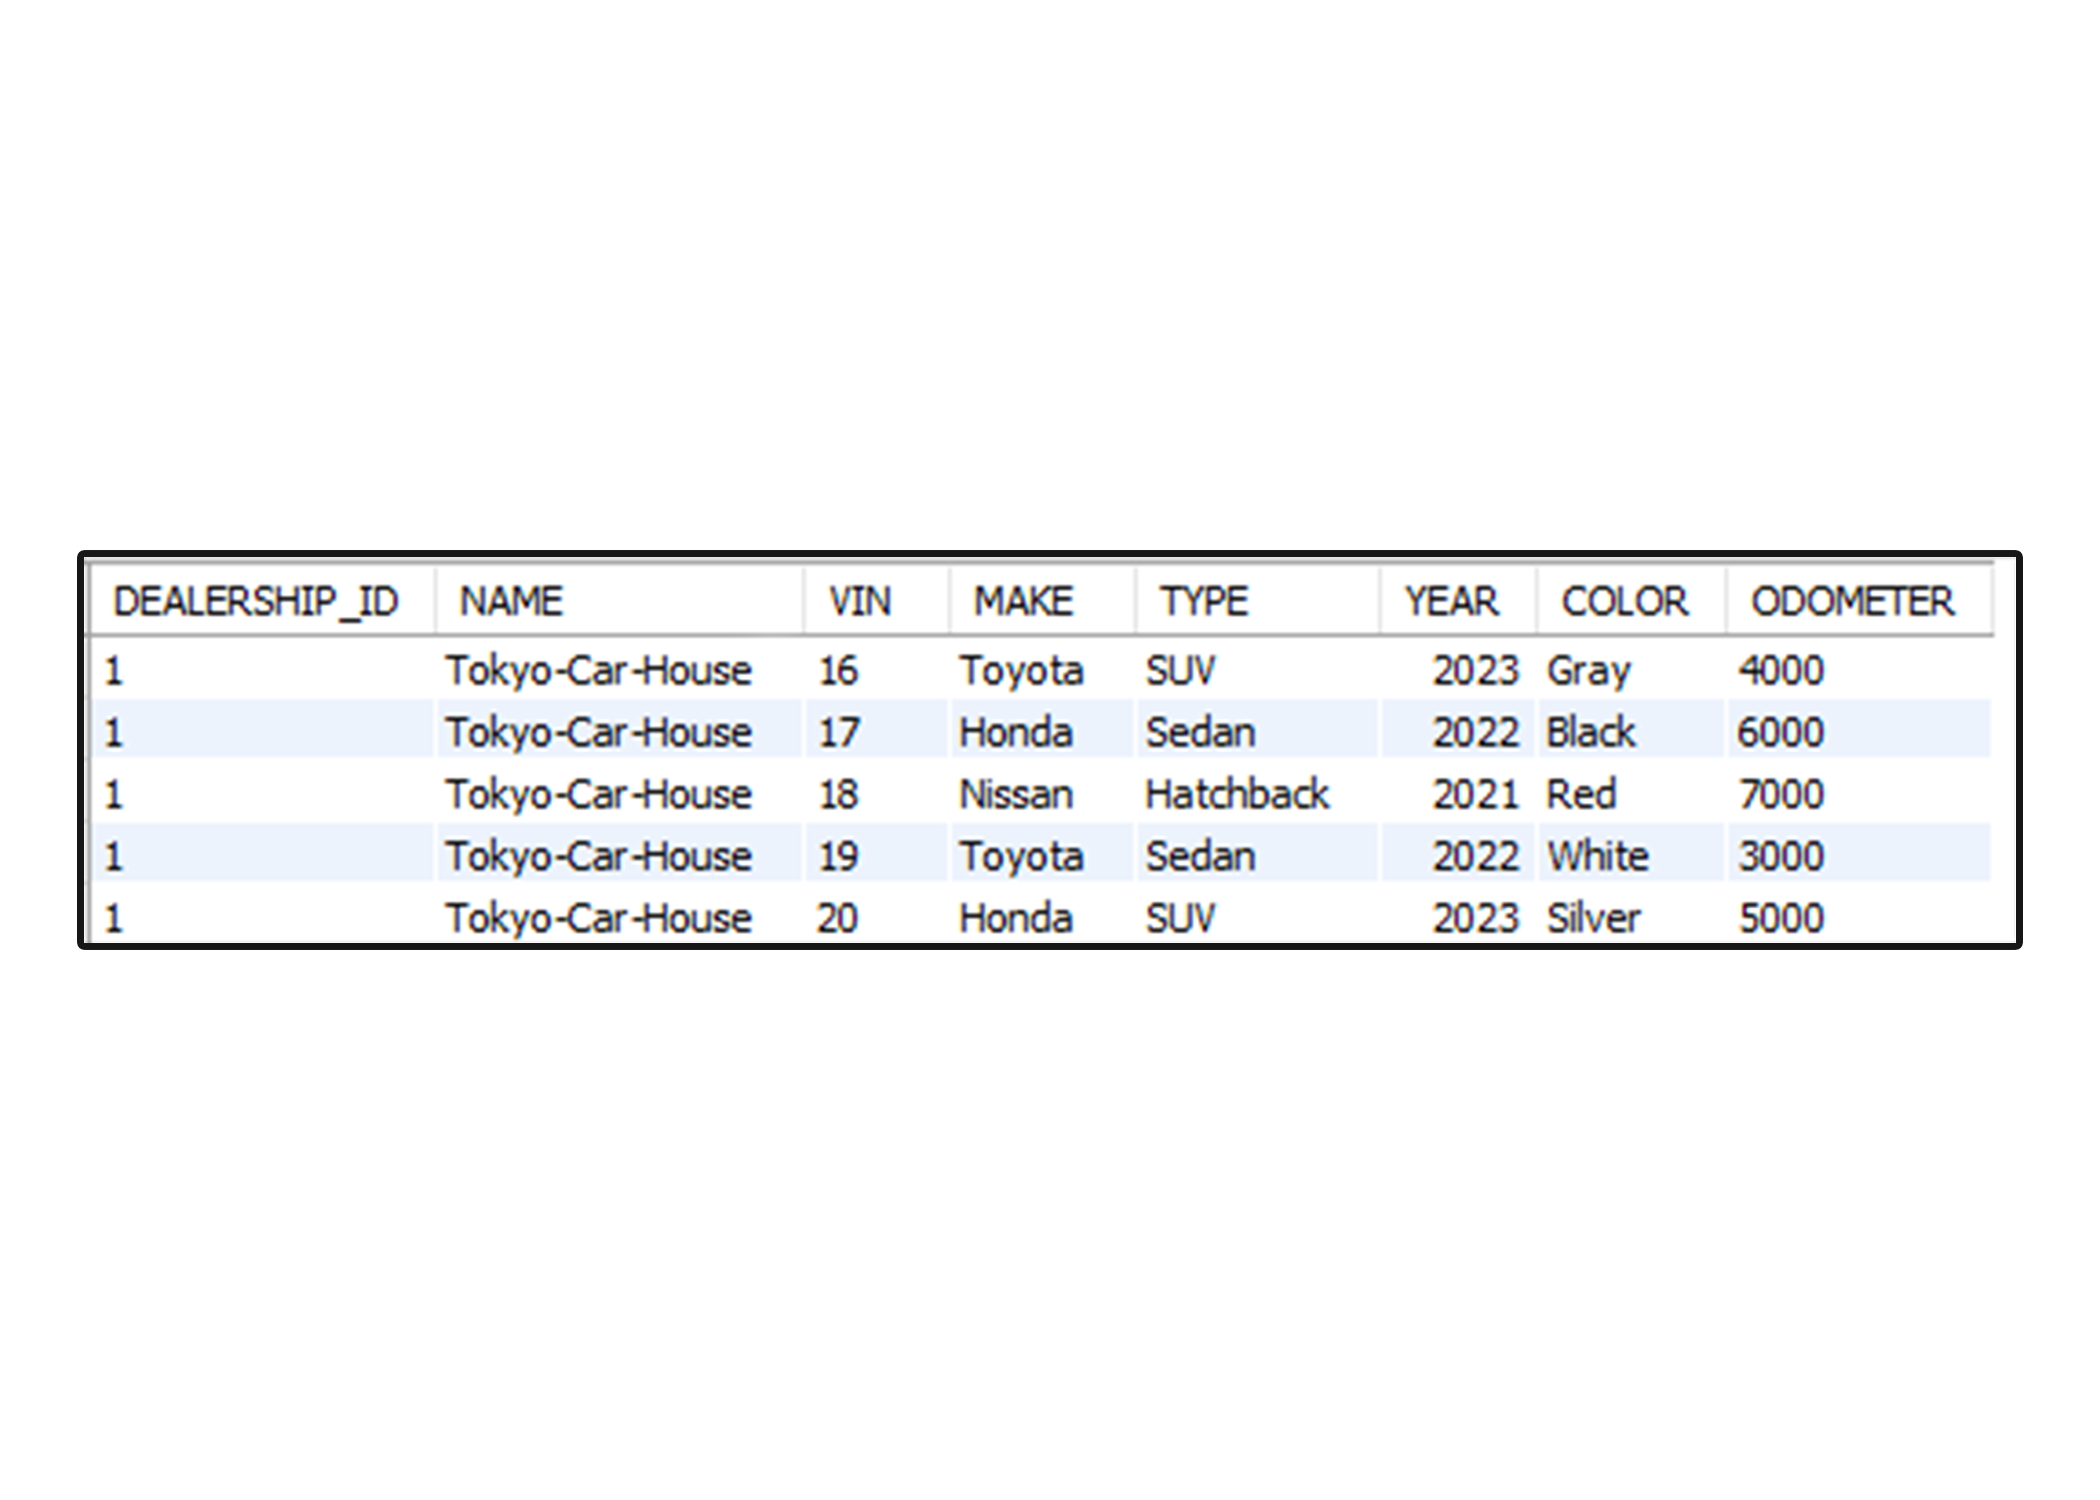 DEALERSHIP_ID NAME VIN MAKE TYPE YEAR COLOR ODOMETER
1 Tokyo-Car-House 16 Toyota SUV 2023 Gray 4000
1 Tokyo-Car-House 17 Honda Sedan 2022 Black 6000
1 Tokyo-Car-House 18 Nissan Hatchback 2021 Red 7000
1 Tokyo-Car-House 19 Toyota Sedan 2022 White 3000
1 Tokyo-Car-House 20 Honda SUV 2023 Silver 5000